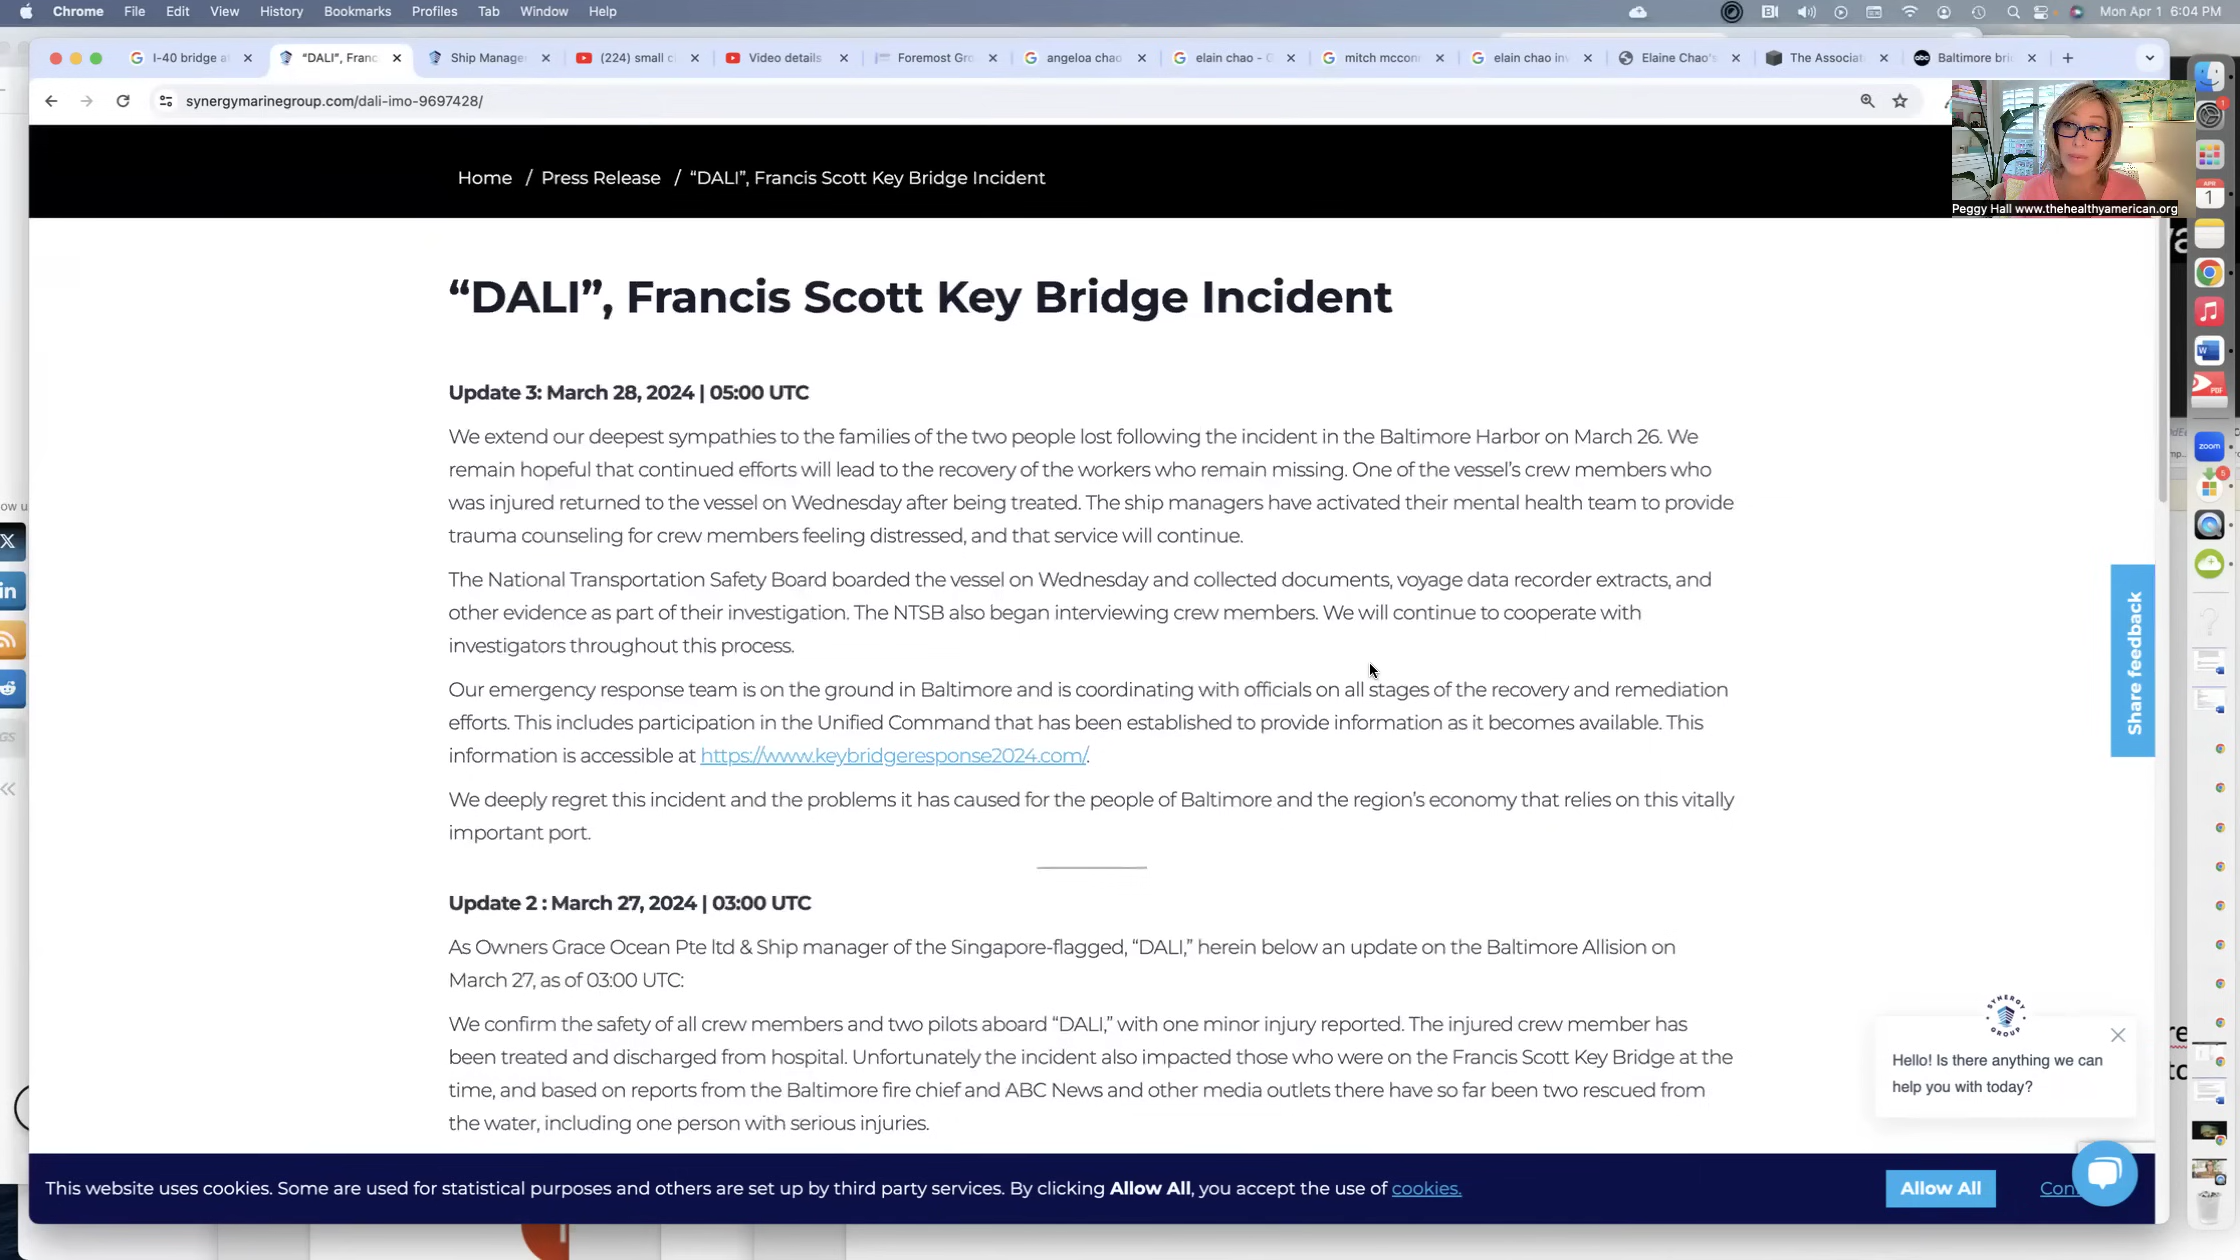 Chrome File Edit View History Bookmarks Profiles Tab Window Help Mon Apr 1 6:04 PM
I-40 bridge a "DALI", Franc Ship Manage (224) small c Video details Foremost Gro angeloa chao elain chao - G mitch mcconn elain chao inv Elaine Chao's The Associat Baltimore bri
synergymarinegroup.com/dali-imo-9697428/
Peggy Hall www.thehealthyamerican.org
Home / Press Release / “DALI”, Francis Scott Key Bridge Incident
“DALI”, Francis Scott Key Bridge Incident
Update 3: March 28, 2024 | 05:00 UTC
We extend our deepest sympathies to the families of the two people lost following the incident in the Baltimore Harbor on March 26. We
remain hopeful that continued efforts will lead to the recovery of the workers who remain missing. One of the vessel’s crew members who
was injured returned to the vessel on Wednesday after being treated. The ship managers have activated their mental health team to provide
trauma counseling for crew members feeling distressed, and that service will continue.
The National Transportation Safety Board boarded the vessel on Wednesday and collected documents, voyage data recorder extracts, and
other evidence as part of their investigation. The NTSB also began interviewing crew members. We will continue to cooperate with
investigators throughout this process.
Our emergency response team is on the ground in Baltimore and is coordinating with officials on all stages of the recovery and remediation
efforts. This includes participation in the Unified Command that has been established to provide information as it becomes available. This
information is accessible at https://www.keybridgeresponse2024.com/.
We deeply regret this incident and the problems it has caused for the people of Baltimore and the region’s economy that relies on this vitally
important port.
Update 2 : March 27, 2024 | 03:00 UTC
As Owners Grace Ocean Pte ltd & Ship manager of the Singapore-flagged, “DALI,” herein below an update on the Baltimore Allision on
March 27, as of 03:00 UTC:
We confirm the safety of all crew members and two pilots aboard “DALI,” with one minor injury reported. The injured crew member has
been treated and discharged from hospital. Unfortunately the incident also impacted those who were on the Francis Scott Key Bridge at the
time, and based on reports from the Baltimore fire chief and ABC News and other media outlets there have so far been two rescued from
the water, including one person with serious injuries.
Share feedback
SYNERGY GROUP
Hello! Is there anything we can
help you with today?
This website uses cookies. Some are used for statistical purposes and others are set up by third party services. By clicking Allow All, you accept the use of cookies.
Allow All
Con
zoom